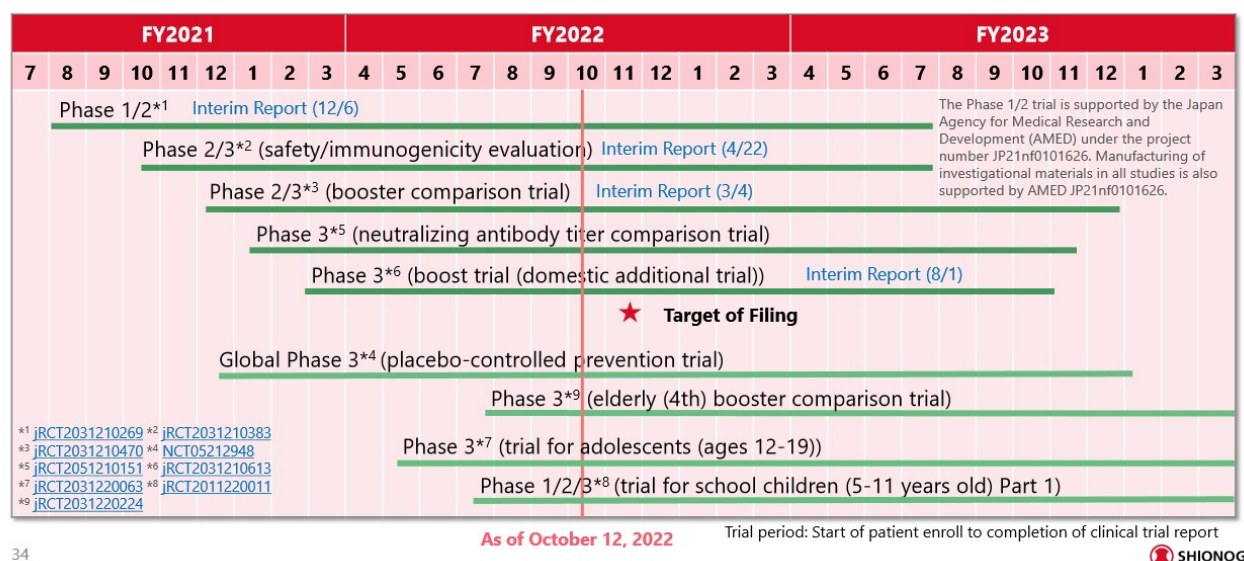 FY2021 FY2022 FY2023
7 8 9 10 11 12 1 2 3 4 5 6 7 8 9 10 11 12 1 2 3 4 5 6 7 8 9 10 11 12 1 2 3
Phase 1/2*1 Interim Report (12/6)
The Phase 1/2 trial is supported by the Japan
Agency for Medical Research and
Development (AMED) under the project
number JP21nf0101626. Manufacturing of
investigational materials in all studies is also
supported by AMED JP21nf0101626.
Phase 2/3*2 (safety/immunogenicity evaluation) Interim Report (4/22)
Phase 2/3*3 (booster comparison trial) Interim Report (3/4)
Phase 3*5 (neutralizing antibody titer comparison trial)
Phase 3*6 (boost trial (domestic additional trial)) Interim Report (8/1)
★ Target of Filing
Global Phase 3*4 (placebo-controlled prevention trial)
Phase 3*9 (elderly (4th) booster comparison trial)
Phase 3*7 (trial for adolescents (ages 12-19))
Phase 1/2/3*8 (trial for school children (5-11 years old) Part 1)
*1 jRCT2031210269 *2 jRCT2031210383
*3 jRCT2031210470 *4 NCT05212948
*5 jRCT2051210151 *6 jRCT2031210613
*7 jRCT2031220063 *8 jRCT2011220011
*9 jRCT2031220224
As of October 12, 2022
Trial period: Start of patient enroll to completion of clinical trial report
34
SHIONOG